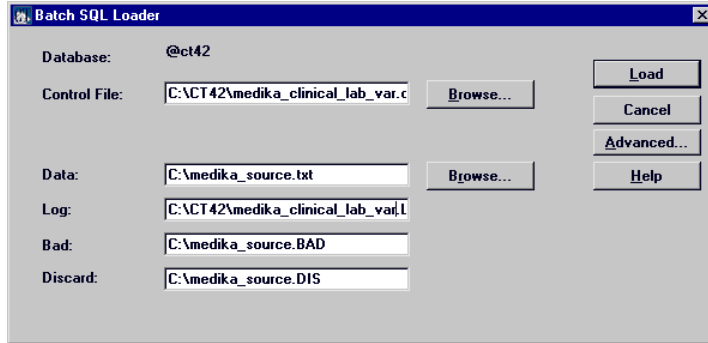 Batch SQL Loader
Database: @ct42
Load
Control File: C:\CT42\medika_clinical_lab_var.c Browse...
Cancel
Advanced...
Data: C:\medika_source.txt Browse...
Help
Log: C:\CT42\medika_clinical_lab_var.L
Bad: C:\medika_source.BAD
Discard: C:\medika_source.DIS